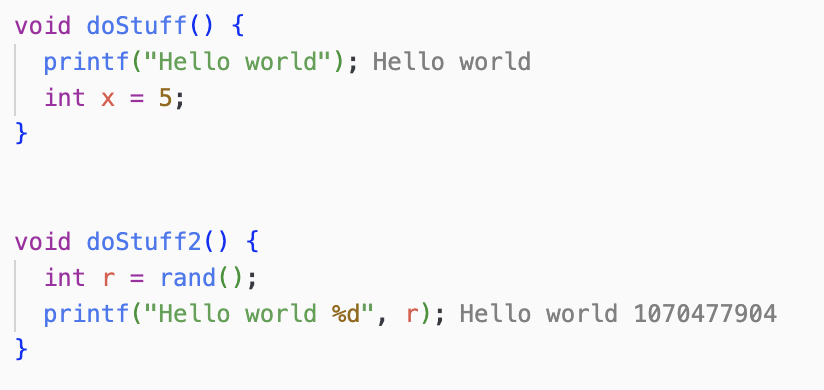 void doStuff() {
  printf("Hello world"); Hello world
  int x = 5;
}
void doStuff2() {
  int r = rand();
  printf("Hello world %d", r); Hello world 1070477904
}